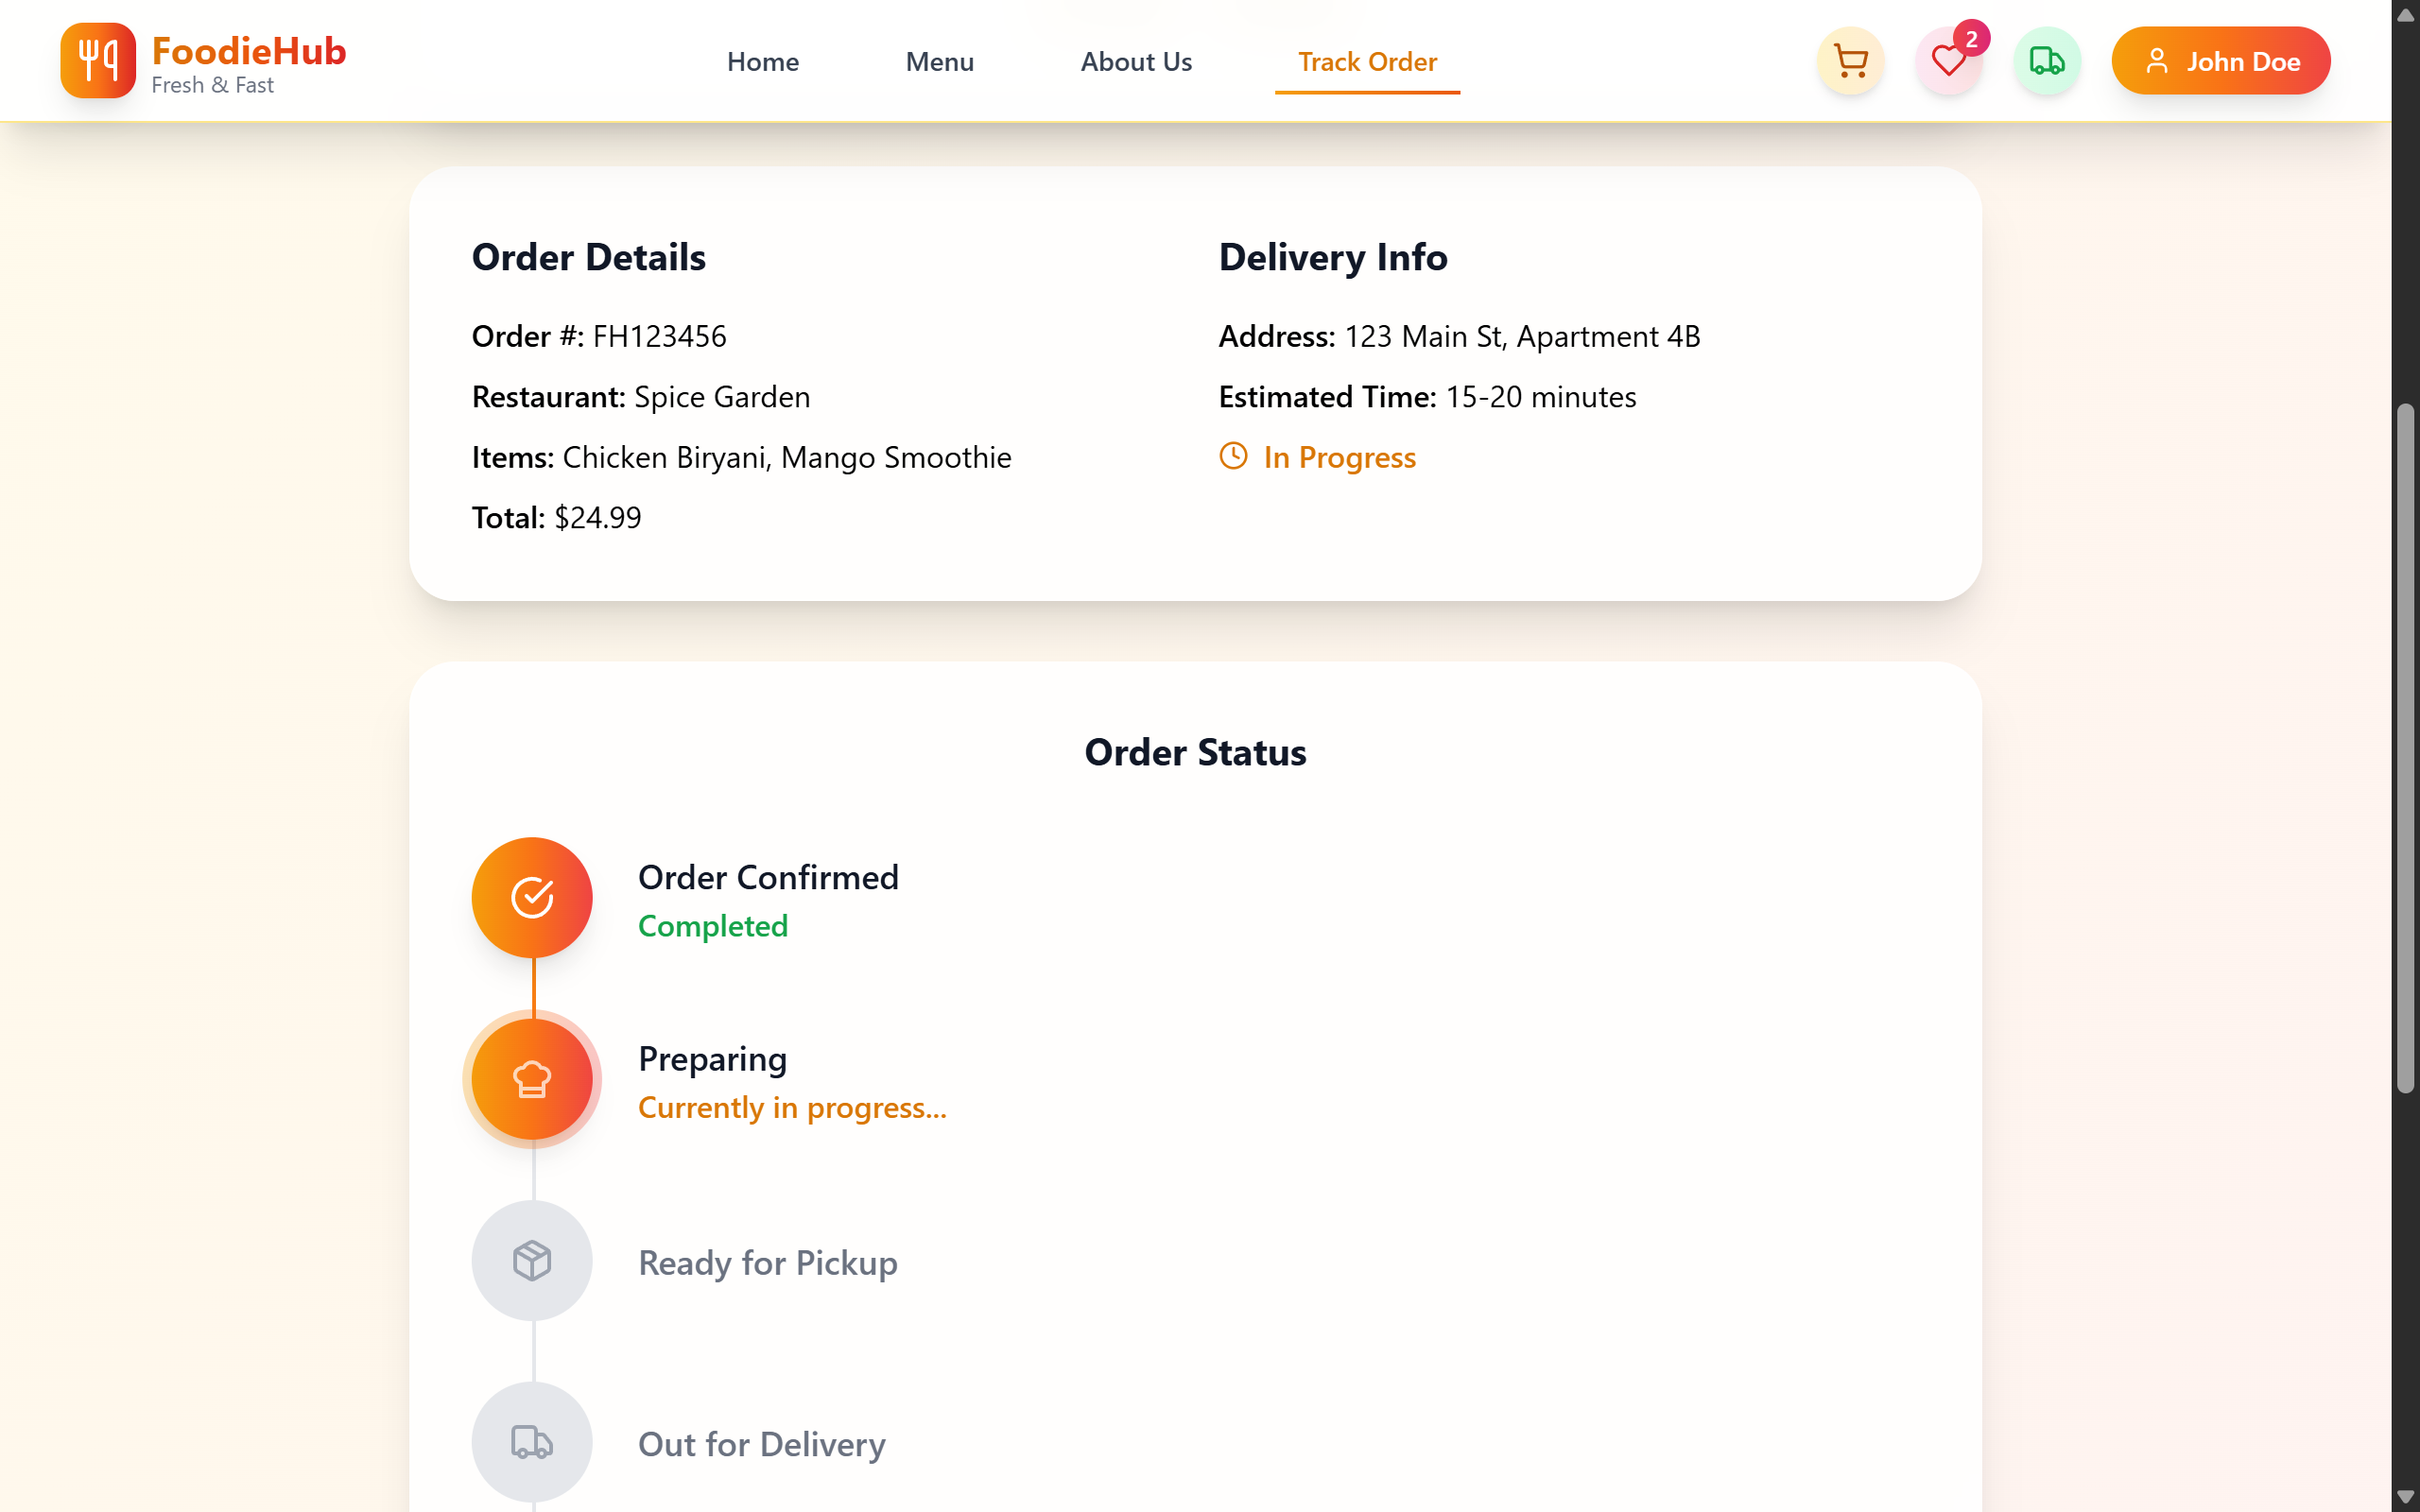 FoodieHub
Fresh & Fast
Home
Menu
About Us
Track Order
2
John Doe
Order Details
Order #: FH123456
Restaurant: Spice Garden
Items: Chicken Biryani, Mango Smoothie
Total: $24.99
Delivery Info
Address: 123 Main St, Apartment 4B
Estimated Time: 15-20 minutes
In Progress
Order Status
Order Confirmed
Completed
Preparing
Currently in progress...
Ready for Pickup
Out for Delivery